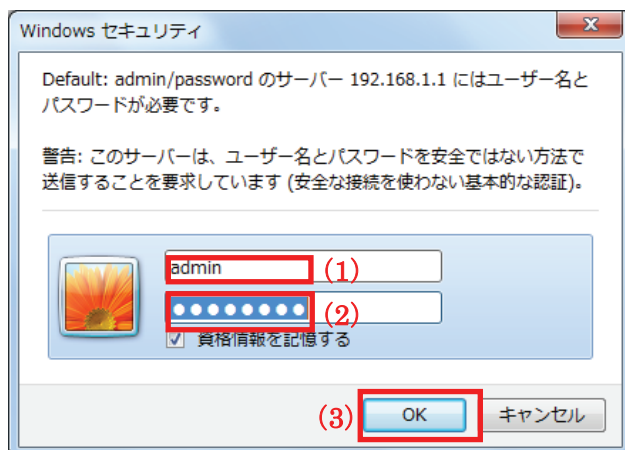 Windows セキュリティ
Default: admin/password のサーバー 192.168.1.1 にはユーザー名と
パスワードが必要です。
警告: このサーバーは、ユーザー名とパスワードを安全ではない方法で
送信することを要求しています (安全な接続を使わない基本的な認証)。
admin (1)
●●●●●●●● (2)
資格情報を記憶する
(3) OK キャンセル